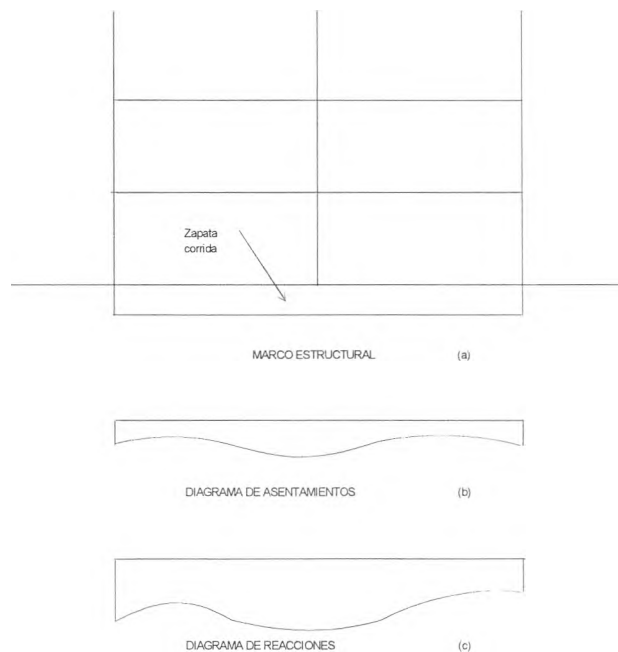 Zapata
corrida
MARCO ESTRUCTURAL (a)
DIAGRAMA DE ASENTAMIENTOS (b)
DIAGRAMA DE REACCIONES (c)